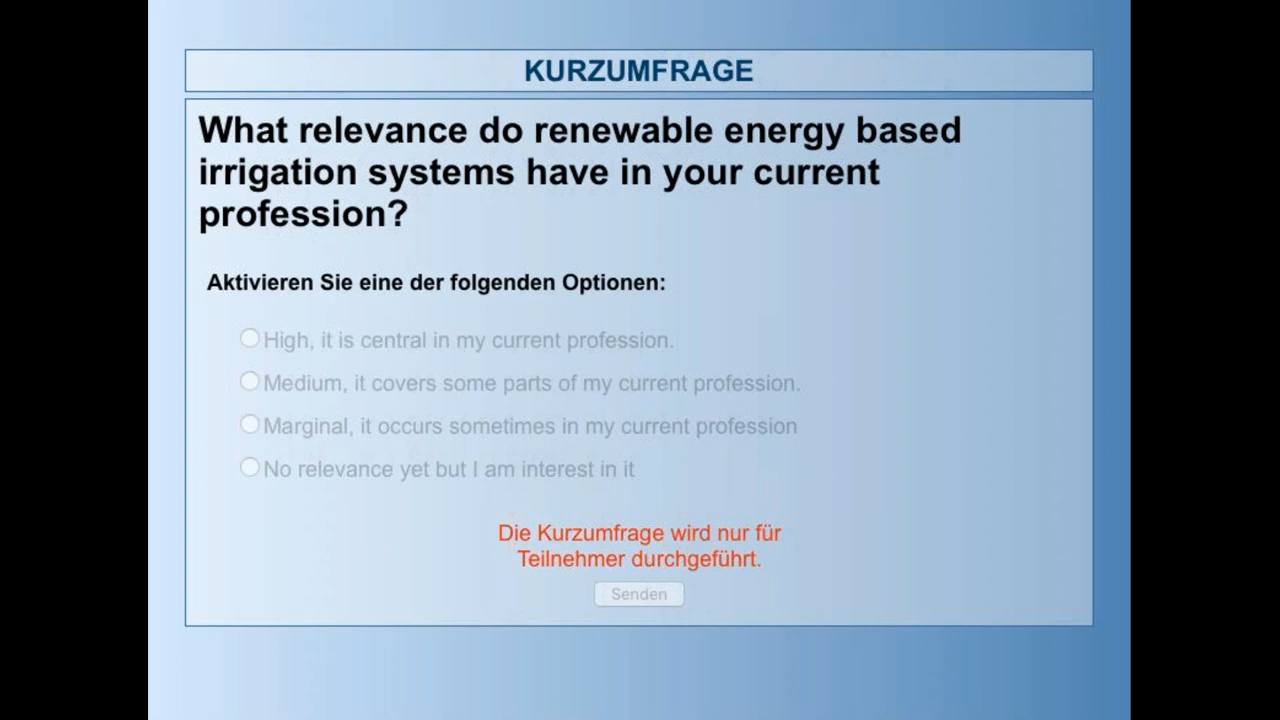 KURZUMFRAGE
What relevance do renewable energy based
irrigation systems have in your current
profession?
Aktivieren Sie eine der folgenden Optionen:
High, it is central in my current profession.
Medium, it covers some parts of my current profession.
Marginal, it occurs sometimes in my current profession
No relevance yet but I am interest in it
Die Kurzumfrage wird nur für
Teilnehmer durchgeführt.
Senden